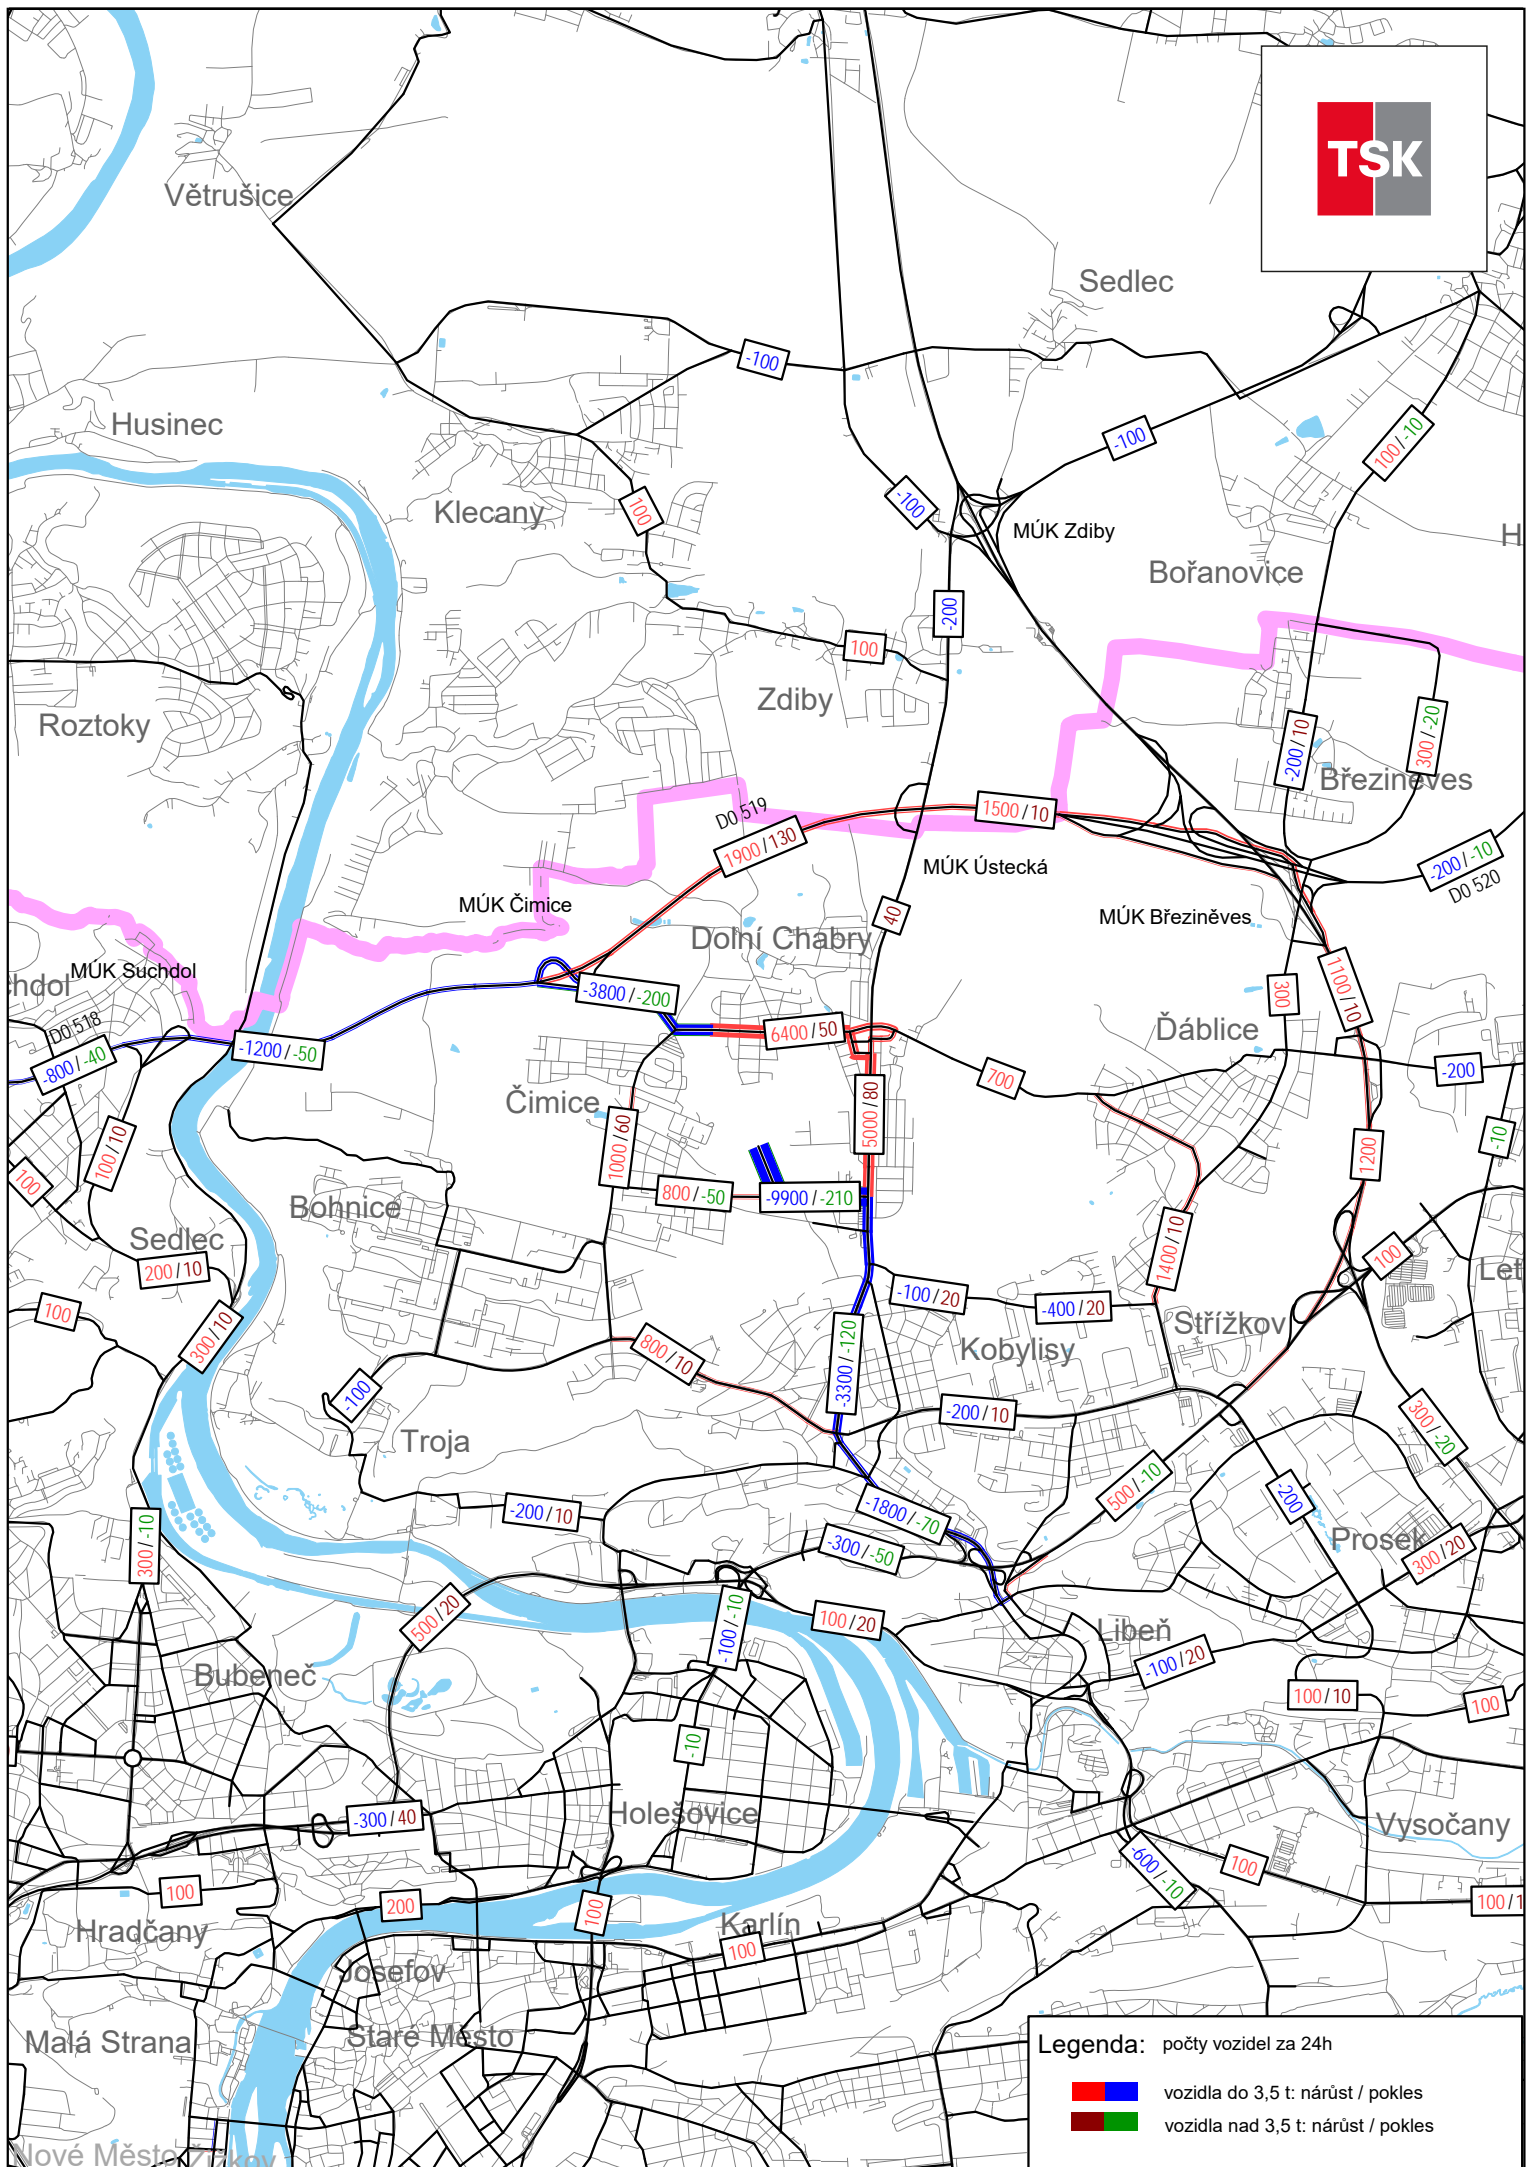 TSK
Větrušice
Sedlec
-100
Husinec
100/-10
-100
Klecany
100
-100
MÚK Zdiby
H
Bořanovice
-200
100
Zdiby
Roztoky
-200/10
300/-20
Březiněves
D0 519
1500/10
1900/130
MÚK Ústecká
-200/-10
D0 520
MÚK Čimice
40
MÚK Březiněves
Dolní Chabry
MÚK Suchdol
chdol
-3800/-200
300
1100/10
D0 518
6400/50
Ďáblice
-1200/-50
-800/-40
700
-200
Čimice
1000/60
5000/80
100/10
-10
1200
100
800/-50
-9900/-210
Bohnice
Sedlec
200/10
1400/10
100
Let
100
-100/20
-400/20
300/10
Střížkov
Kobylisy
800/10
-3300/-120
-100
-200/10
300/-20
Troja
500/-10
-200
-1800/-70
-200/10
300/-10
Prosek
-300/-50
300/20
500/20
-100/-10
100/20
Libeň
-100/20
Bubeneč
100/10
100
-10
-300/40
Holešovice
Vysočany
-600/-10
100
100
200
100
100/1
Hradčany
Karlín
100
Josefov
Malá Strana
Staré Město
Legenda: počty vozidel za 24h
vozidla do 3,5 t: nárůst / pokles
vozidla nad 3,5 t: nárůst / pokles
Nové Město
Žižkov